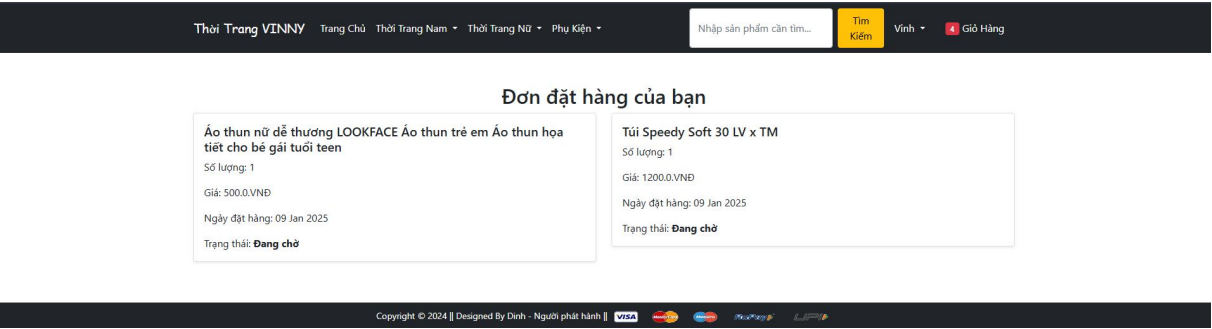 Thời Trang VINNY Trang Chủ Thời Trang Nam Thời Trang Nữ Phụ Kiện Nhập sản phẩm cần tìm... Tìm Kiếm Vinh 4 Giỏ Hàng
Đơn đặt hàng của bạn
Áo thun nữ dễ thương LOOKFACE Áo thun trẻ em Áo thun họa
tiết cho bé gái tuổi teen
Số lượng: 1
Giá: 500.0.VNĐ
Ngày đặt hàng: 09 Jan 2025
Trạng thái: Đang chờ
Túi Speedy Soft 30 LV x TM
Số lượng: 1
Giá: 1200.0.VNĐ
Ngày đặt hàng: 09 Jan 2025
Trạng thái: Đang chờ
Copyright © 2024 || Designed By Dinh - Người phát hành || VISA MasterCard Maestro RuPay UPI